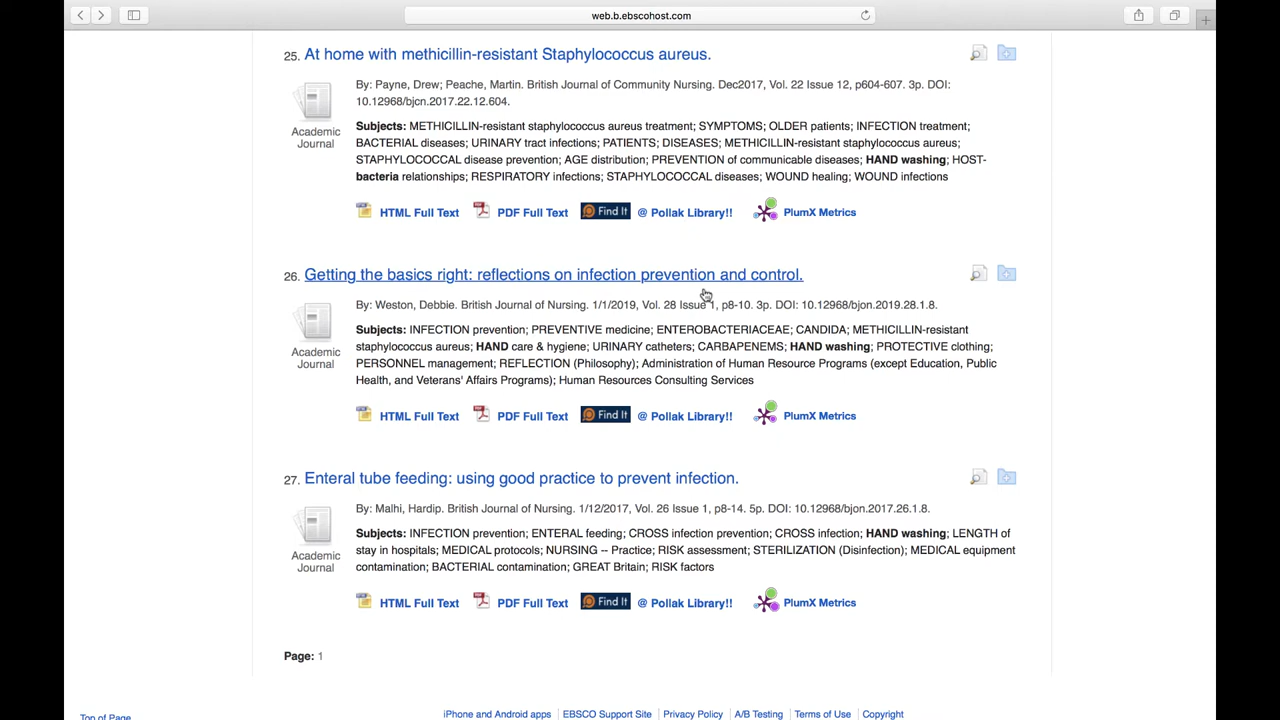 web.b.ebscohost.com
25. At home with methicillin-resistant Staphylococcus aureus.
By: Payne, Drew; Peache, Martin. British Journal of Community Nursing. Dec2017, Vol. 22 Issue 12, p604-607. 3p. DOI:
10.12968/bjcn.2017.22.12.604.
Academic
Journal
Subjects: METHICILLIN-resistant staphylococcus aureus treatment; SYMPTOMS; OLDER patients; INFECTION treatment;
BACTERIAL diseases; URINARY tract infections; PATIENTS; DISEASES; METHICILLIN-resistant staphylococcus aureus;
STAPHYLOCOCCAL disease prevention; AGE distribution; PREVENTION of communicable diseases; HAND washing; HOST-
bacteria relationships; RESPIRATORY infections; STAPHYLOCOCCAL diseases; WOUND healing; WOUND infections
HTML Full Text PDF Full Text Find It @ Pollak Library!! PlumX Metrics
26. Getting the basics right: reflections on infection prevention and control.
By: Weston, Debbie. British Journal of Nursing. 1/1/2019, Vol. 28 Issue 1, p8-10. 3p. DOI: 10.12968/bjon.2019.28.1.8.
Academic
Journal
Subjects: INFECTION prevention; PREVENTIVE medicine; ENTEROBACTERIACEAE; CANDIDA; METHICILLIN-resistant
staphylococcus aureus; HAND care & hygiene; URINARY catheters; CARBAPENEMS; HAND washing; PROTECTIVE clothing;
PERSONNEL management; REFLECTION (Philosophy); Administration of Human Resource Programs (except Education, Public
Health, and Veterans' Affairs Programs); Human Resources Consulting Services
HTML Full Text PDF Full Text Find It @ Pollak Library!! PlumX Metrics
27. Enteral tube feeding: using good practice to prevent infection.
By: Malhi, Hardip. British Journal of Nursing. 1/12/2017, Vol. 26 Issue 1, p8-14. 5p. DOI: 10.12968/bjon.2017.26.1.8.
Academic
Journal
Subjects: INFECTION prevention; ENTERAL feeding; CROSS infection prevention; CROSS infection; HAND washing; LENGTH of
stay in hospitals; MEDICAL protocols; NURSING -- Practice; RISK assessment; STERILIZATION (Disinfection); MEDICAL equipment
contamination; BACTERIAL contamination; GREAT Britain; RISK factors
HTML Full Text PDF Full Text Find It @ Pollak Library!! PlumX Metrics
Page: 1
Top of Page
iPhone and Android apps EBSCO Support Site Privacy Policy A/B Testing Terms of Use Copyright